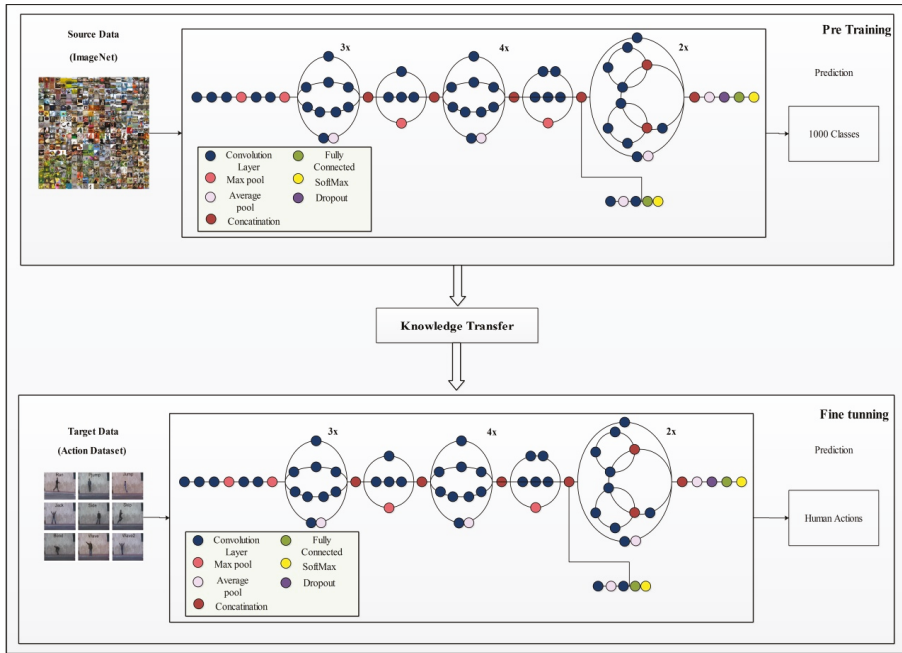 Pre Training
Source Data
(ImageNet)
3x
4x
2x
Prediction
1000 Classes
Convolution
Layer
Max pool
Average
pool
Concatination
Fully
Connected
SoftMax
Dropout
Knowledge Transfer
Fine tunning
Target Data
(Action Dataset)
3x
4x
2x
Prediction
Human Actions
Convolution
Layer
Max pool
Average
pool
Concatination
Fully
Connected
SoftMax
Dropout